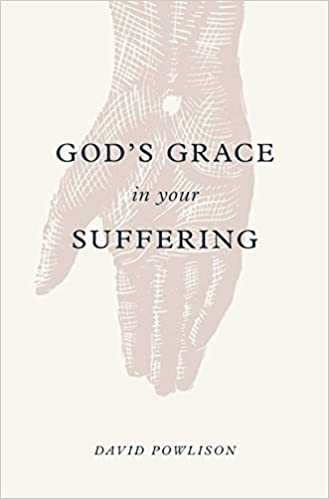 GOD'S GRACE
in your
SUFFERING
DAVID POWLISON